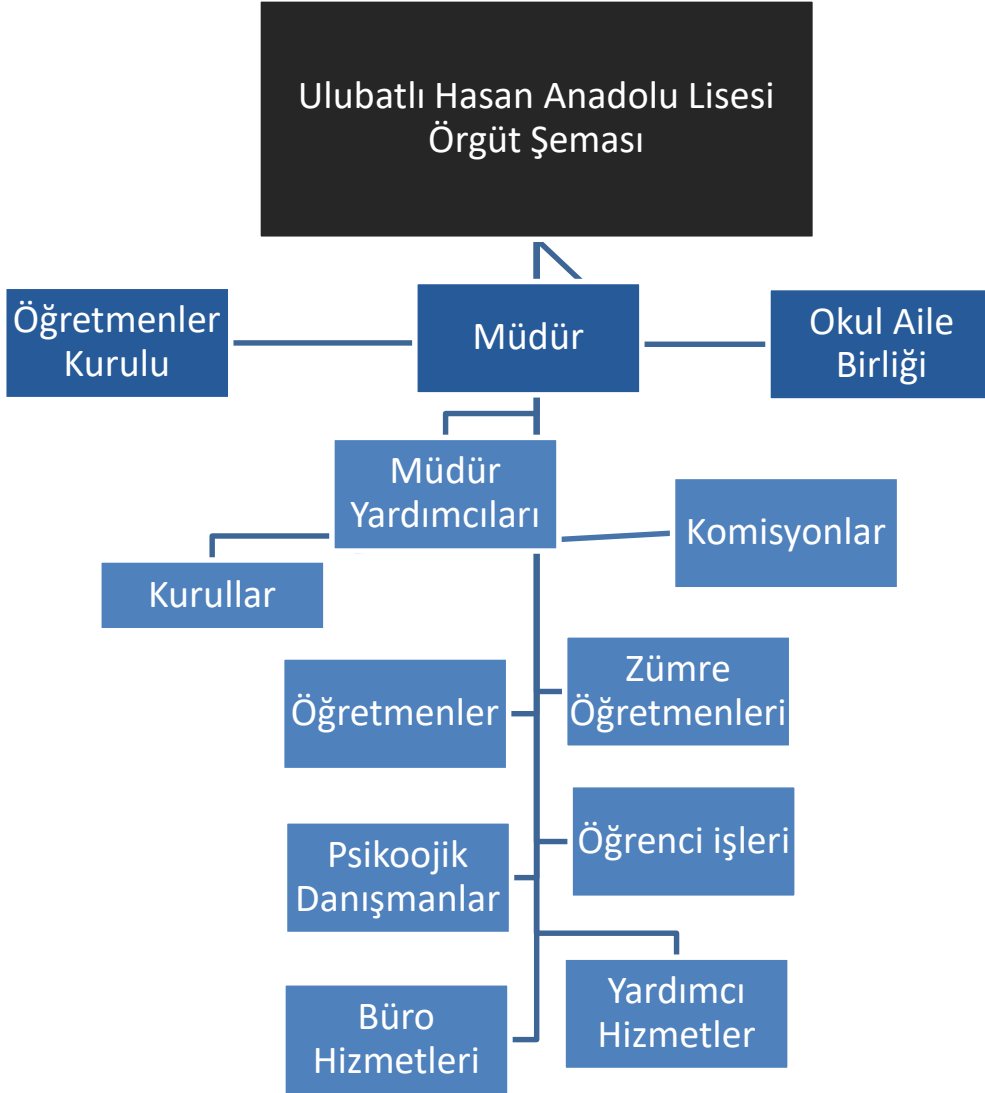 Ulubatlı Hasan Anadolu Lisesi
Örgüt Şeması
Öğretmenler
Kurulu
Müdür
Okul Aile
Birliği
Müdür
Yardımcıları
Komisyonlar
Kurullar
Öğretmenler
Zümre
Öğretmenleri
Psikoojik
Danışmanlar
Öğrenci işleri
Büro
Hizmetleri
Yardımcı
Hizmetler